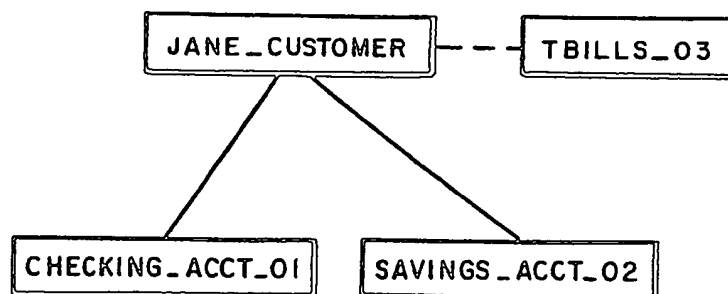 JANE_CUSTOMER
TBILLS_03
CHECKING_ACCT_01
SAVINGS_ACCT_02